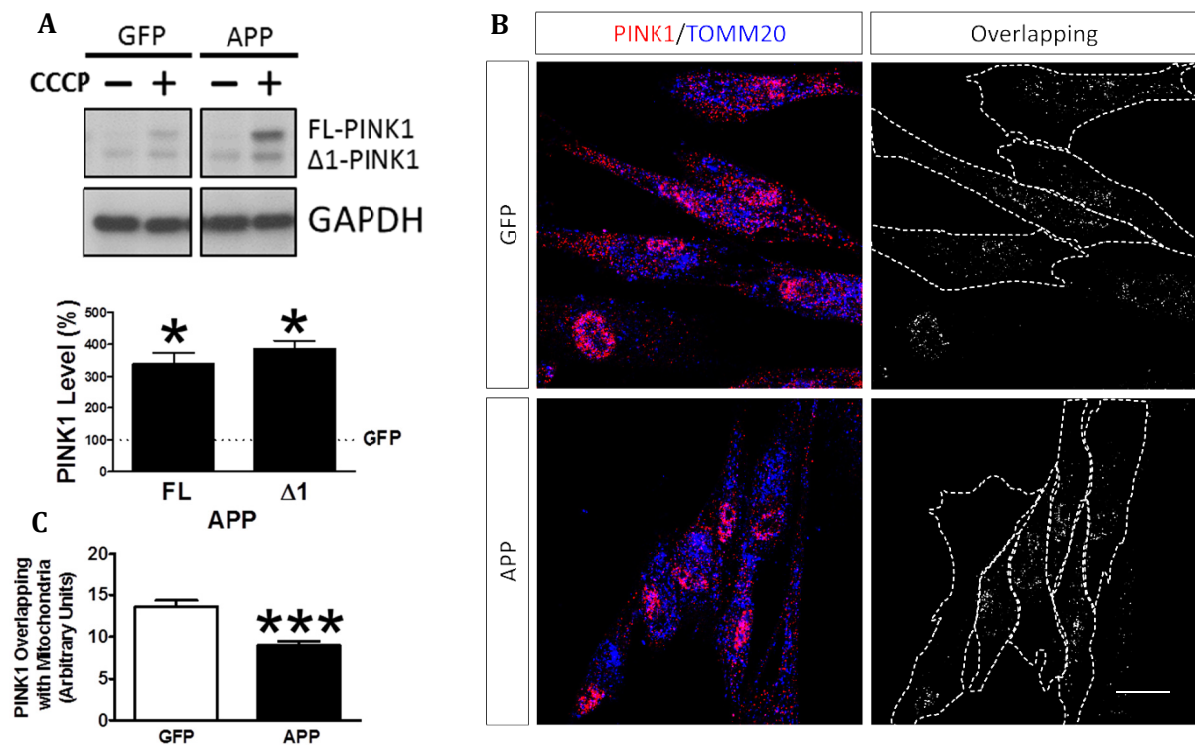 A
GFP APP
CCCP − + − +
FL-PINK1
Δ1-PINK1
GAPDH
PINK1 Level (%)
500
400
300
200
100
0
GFP
FL Δ1
APP
B
PINK1/TOMM20 Overlapping
GFP
APP
C
PINK1 Overlapping
with Mitochondria
(Arbitrary Units)
20
15
10
5
0
***
* *
GFP APP